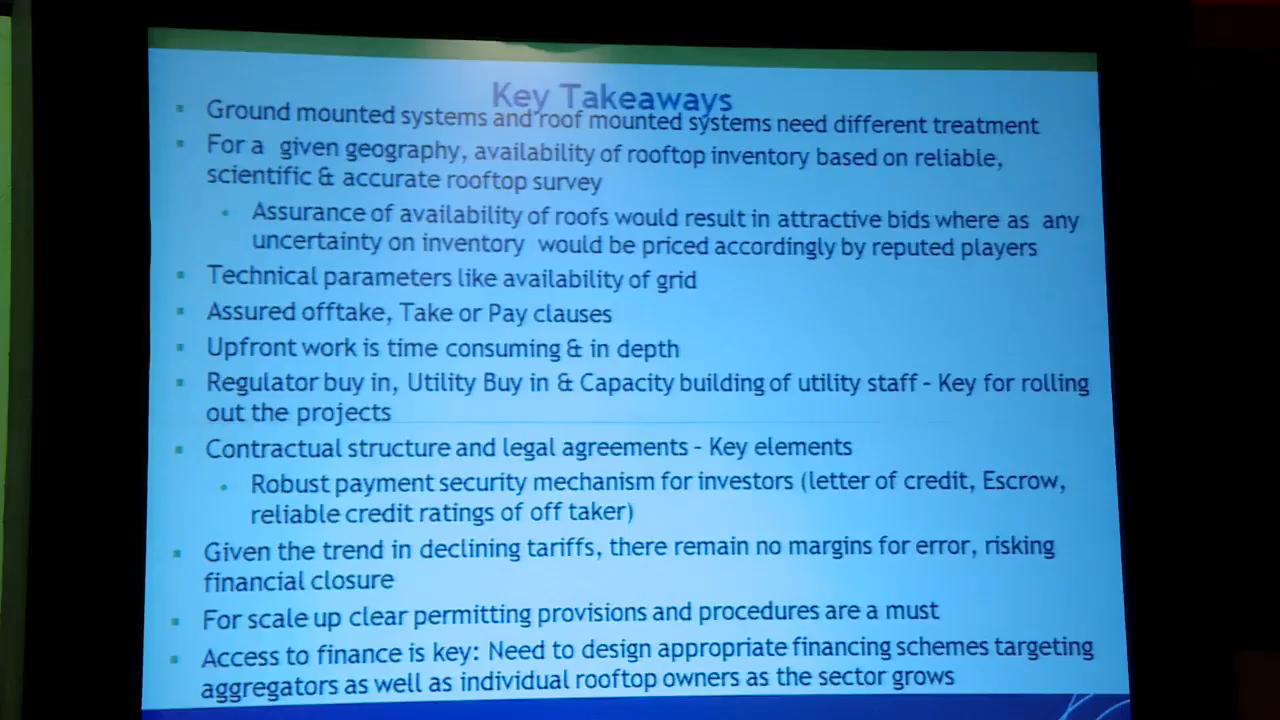 Key Takeaways
Ground mounted systems and roof mounted systems need different treatment
For a given geography, availability of rooftop inventory based on reliable,
scientific & accurate rooftop survey
Assurance of availability of roofs would result in attractive bids where as any
uncertainty on inventory would be priced accordingly by reputed players
Technical parameters like availability of grid
Assured offtake, Take or Pay clauses
Upfront work is time consuming & in depth
Regulator buy in, Utility Buy in & Capacity building of utility staff - Key for rolling
out the projects
Contractual structure and legal agreements - Key elements
Robust payment security mechanism for investors (letter of credit, Escrow,
reliable credit ratings of off taker)
Given the trend in declining tariffs, there remain no margins for error, risking
financial closure
For scale up clear permitting provisions and procedures are a must
Access to finance is key: Need to design appropriate financing schemes targeting
aggregators as well as individual rooftop owners as the sector grows